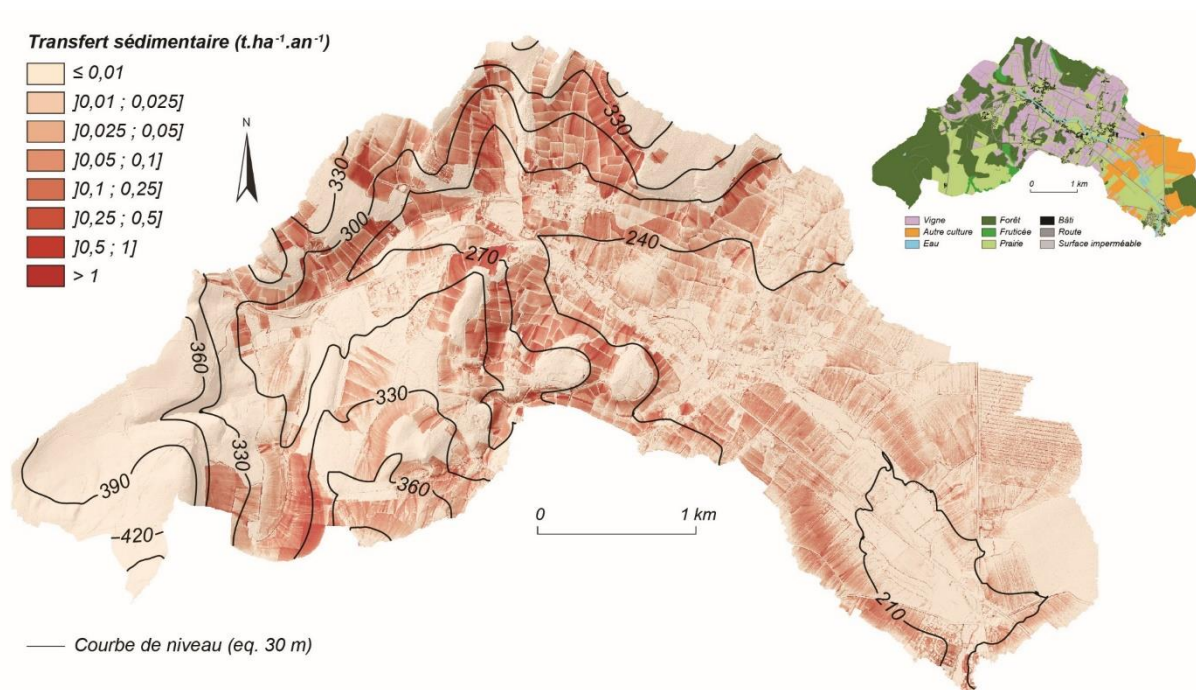 Transfert sédimentaire (t.ha⁻¹.an⁻¹)
≤ 0,01
]0,01 ; 0,025]
]0,025 ; 0,05]
]0,05 ; 0,1]
]0,1 ; 0,25]
]0,25 ; 0,5]
]0,5 ; 1]
> 1
N
330
330
300
240
270
360
330
330
390
360
420
210
0 1 km
Courbe de niveau (eq. 30 m)
0 1 km
Vigne Forêt Bâti
Autre culture Fruticée Route
Eau Prairie Surface imperméable